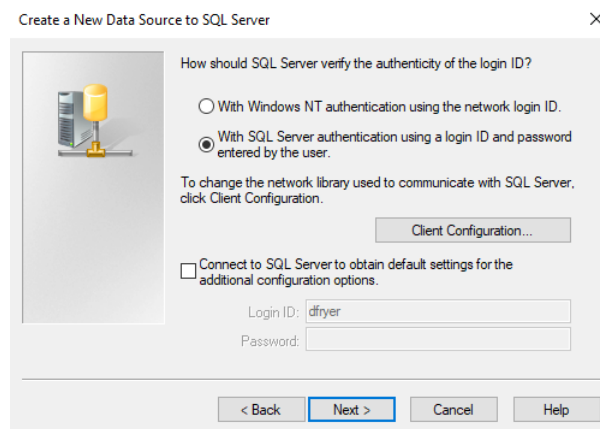 Create a New Data Source to SQL Server
How should SQL Server verify the authenticity of the login ID?
With Windows NT authentication using the network login ID.
With SQL Server authentication using a login ID and password
entered by the user.
To change the network library used to communicate with SQL Server,
click Client Configuration.
Client Configuration...
Connect to SQL Server to obtain default settings for the
additional configuration options.
Login ID: dfryer
Password:
< Back Next > Cancel Help